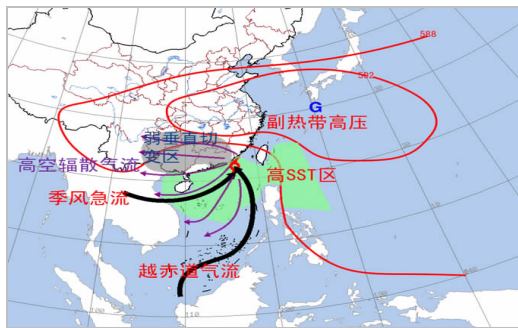 588
592
G
副热带高压
弱垂直切
变区
高空辐散气流
高SST区
季风急流
越赤道气流
110